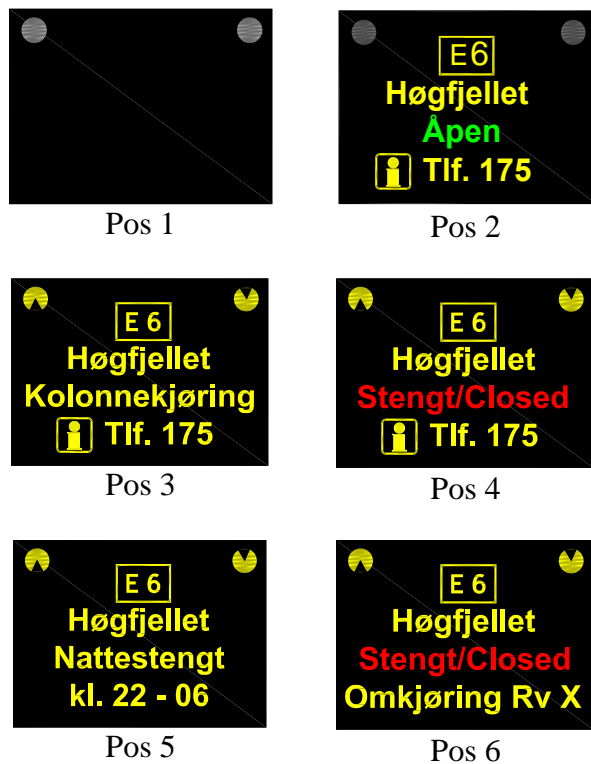 Pos 1
E6
Høgfjellet
Åpen
Tlf. 175
Pos 2
E 6
Høgfjellet
Kolonnekjøring
Tlf. 175
Pos 3
E 6
Høgfjellet
Stengt/Closed
Tlf. 175
Pos 4
E 6
Høgfjellet
Nattestengt
kl. 22 - 06
Pos 5
E 6
Høgfjellet
Stengt/Closed
Omkjøring Rv X
Pos 6